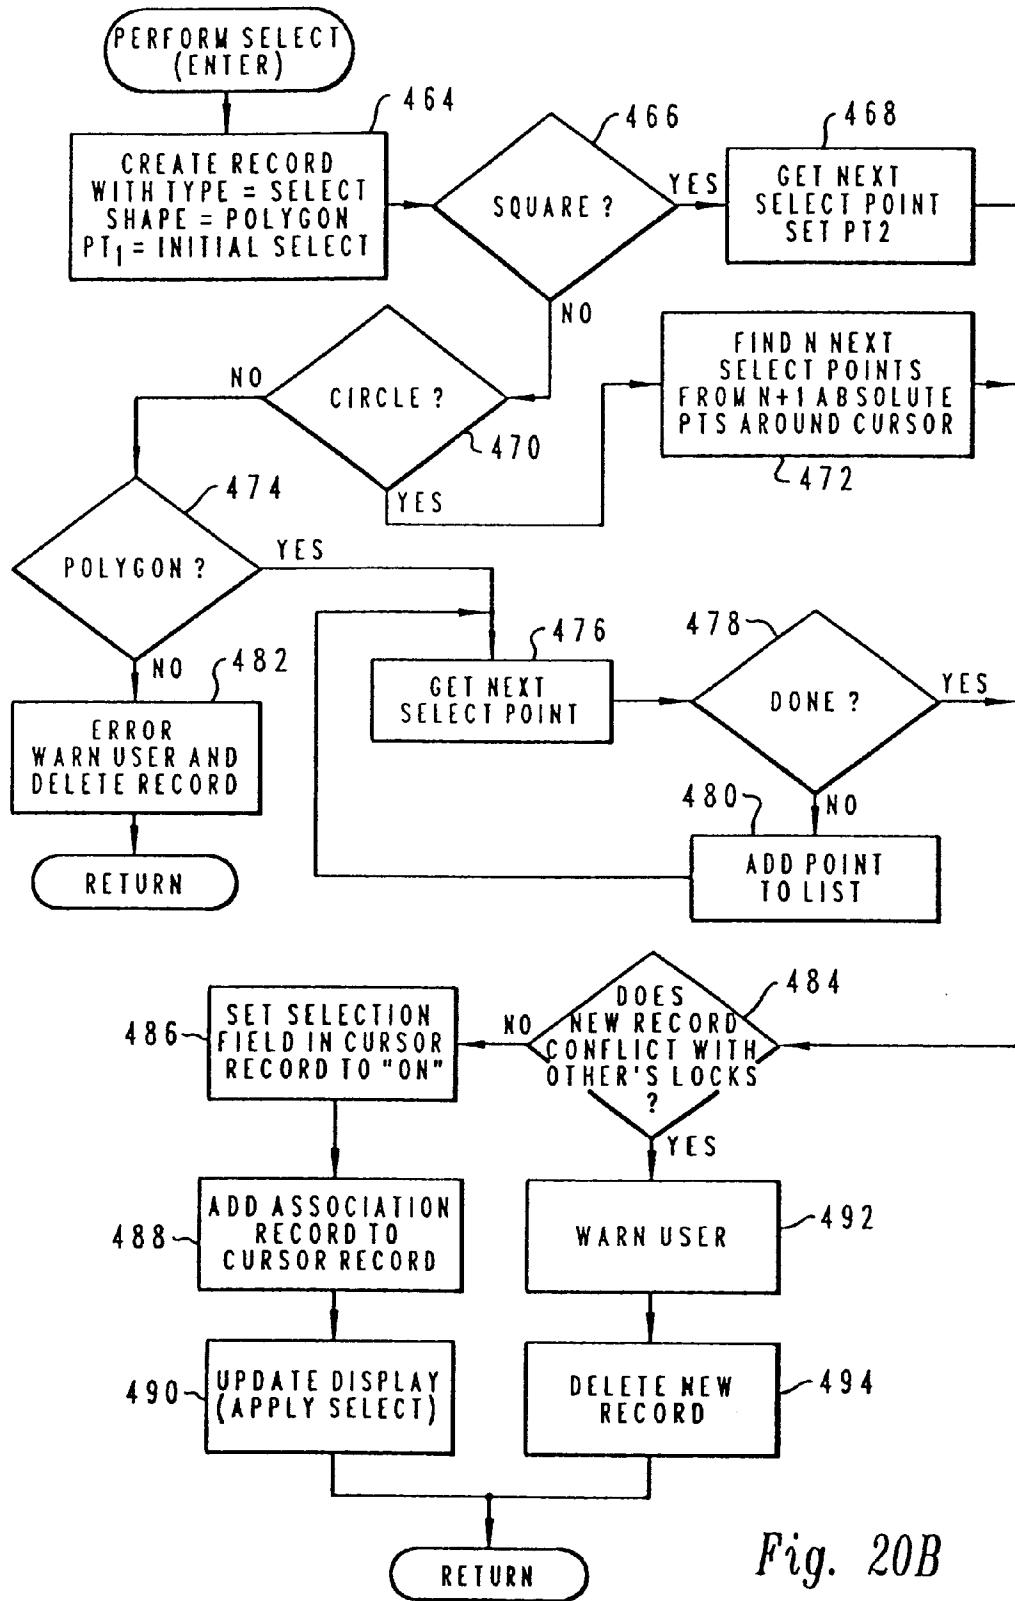 PERFORM SELECT
(ENTER)
464
CREATE RECORD
WITH TYPE = SELECT
SHAPE = POLYGON
PT1 = INITIAL SELECT
466
SQUARE ?
YES
NO
468
GET NEXT
SELECT POINT
SET PT2
CIRCLE ?
NO
470
YES
FIND N NEXT
SELECT POINTS
FROM N+1 ABSOLUTE
PTS AROUND CURSOR
472
474
POLYGON ?
YES
NO
482
ERROR
WARN USER AND
DELETE RECORD
RETURN
476
GET NEXT
SELECT POINT
478
DONE ?
YES
NO
480
ADD POINT
TO LIST
484
DOES
NEW RECORD
CONFLICT WITH
OTHER'S LOCKS
?
NO
YES
486
SET SELECTION
FIELD IN CURSOR
RECORD TO "ON"
488
ADD ASSOCIATION
RECORD TO
CURSOR RECORD
490
UPDATE DISPLAY
(APPLY SELECT)
492
WARN USER
494
DELETE NEW
RECORD
RETURN
Fig. 20B